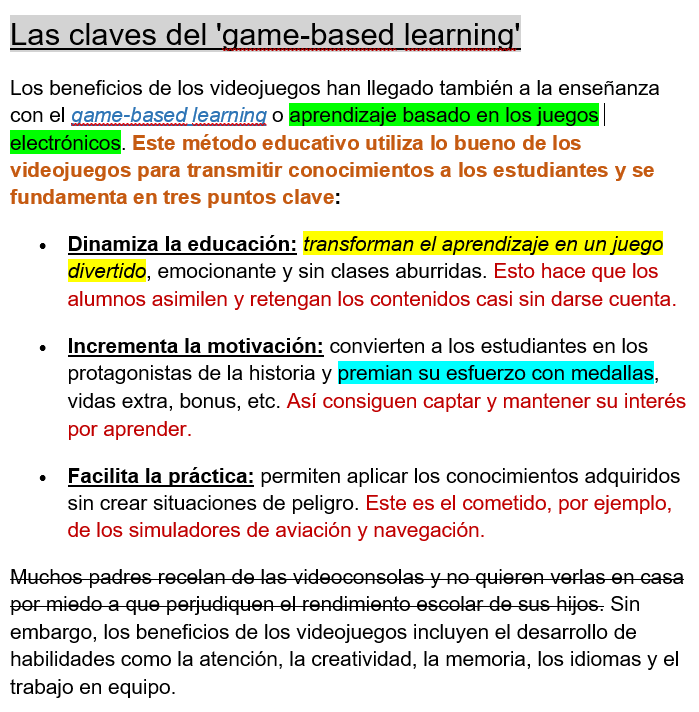 Las claves del 'game-based learning'
Los beneficios de los videojuegos han llegado también a la enseñanza
con el game-based learning o aprendizaje basado en los juegos
electrónicos. Este método educativo utiliza lo bueno de los
videojuegos para transmitir conocimientos a los estudiantes y se
fundamenta en tres puntos clave:
• Dinamiza la educación: transforman el aprendizaje en un juego
divertido, emocionante y sin clases aburridas. Esto hace que los
alumnos asimilen y retengan los contenidos casi sin darse cuenta.
• Incrementa la motivación: convierten a los estudiantes en los
protagonistas de la historia y premian su esfuerzo con medallas,
vidas extra, bonus, etc. Así consiguen captar y mantener su interés
por aprender.
• Facilita la práctica: permiten aplicar los conocimientos adquiridos
sin crear situaciones de peligro. Este es el cometido, por ejemplo,
de los simuladores de aviación y navegación.
Muchos padres recelan de las videoconsolas y no quieren verlas en casa
por miedo a que perjudiquen el rendimiento escolar de sus hijos. Sin
embargo, los beneficios de los videojuegos incluyen el desarrollo de
habilidades como la atención, la creatividad, la memoria, los idiomas y el
trabajo en equipo.